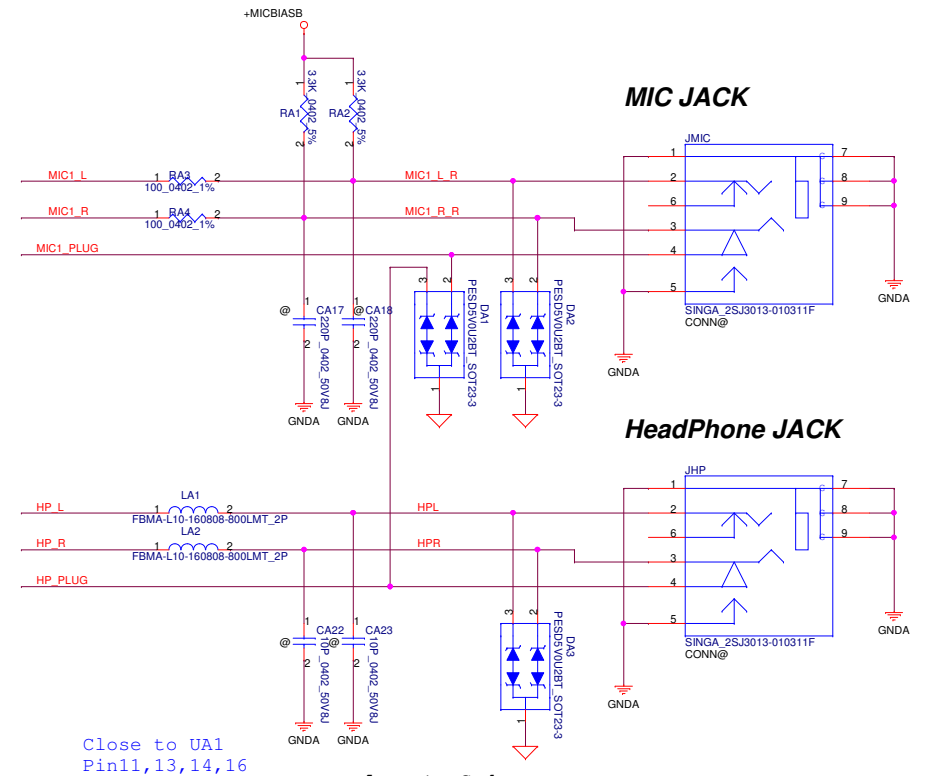 +MICBIASB
1
1
3.3K_0402_5%
3.3K_0402_5%
RA1
RA2
2
2
MIC JACK
JMIC
MIC1_L
1
RA3
2
100_0402_1%
MIC1_L_R
MIC1_R
1
RA4
2
100_0402_1%
MIC1_R_R
MIC1_PLUG
1
2
6
3
4
5
7
8
9
G
G
G
SINGA_2SJ3013-010311F
CONN@
GNDA
GNDA
@
1
CA17
2
220P_0402_50V8J
@
1
CA18
2
220P_0402_50V8J
GNDA
GNDA
3
2
DA1
PESD5V0U2BT_SOT23-3
1
3
2
DA2
PESD5V0U2BT_SOT23-3
1
HeadPhone JACK
JHP
HP_L
LA1
1
2
FBMA-L10-160808-800LMT_2P
HPL
HP_R
LA2
1
2
FBMA-L10-160808-800LMT_2P
HPR
HP_PLUG
1
2
6
3
4
5
7
8
9
G
G
G
SINGA_2SJ3013-010311F
CONN@
GNDA
GNDA
@
1
CA22
2
10P_0402_50V8J
@
1
CA23
2
10P_0402_50V8J
GNDA
GNDA
3
2
DA3
PESD5V0U2BT_SOT23-3
1
Close to UA1
Pin11,13,14,16